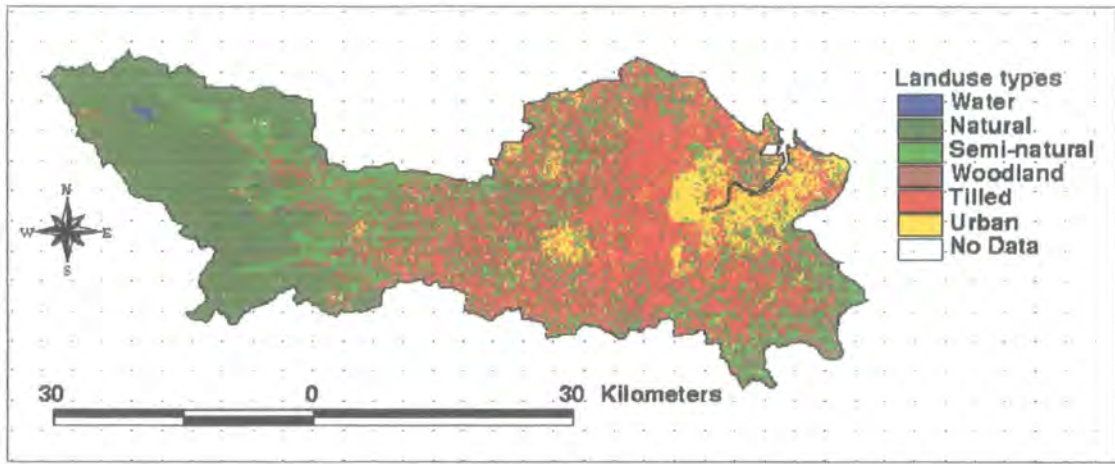 Landuse types
Water
Natural
Semi-natural
Woodland
Tilled
Urban
No Data
N
W E
S
30 0 30 Kilometers